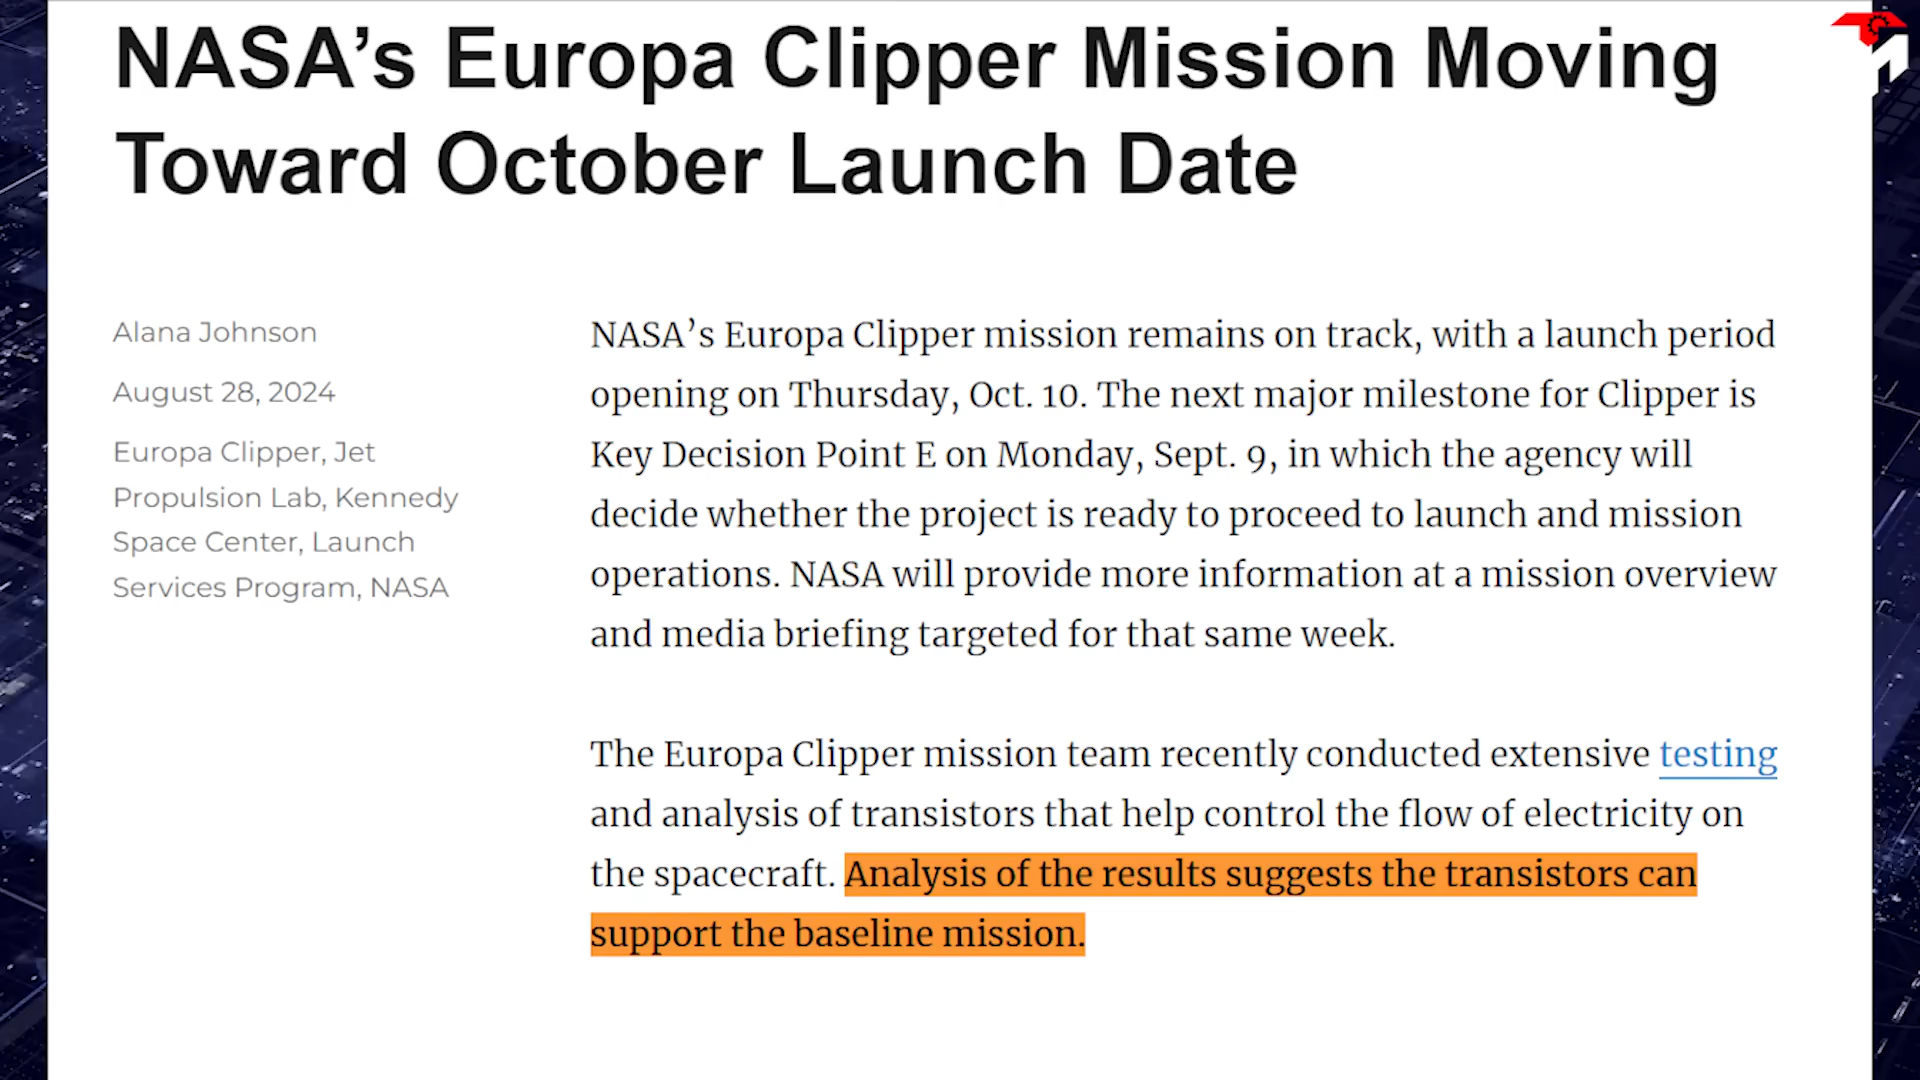 NASA’s Europa Clipper Mission Moving
Toward October Launch Date
Alana Johnson
August 28, 2024
Europa Clipper, Jet
Propulsion Lab, Kennedy
Space Center, Launch
Services Program, NASA
NASA’s Europa Clipper mission remains on track, with a launch period
opening on Thursday, Oct. 10. The next major milestone for Clipper is
Key Decision Point E on Monday, Sept. 9, in which the agency will
decide whether the project is ready to proceed to launch and mission
operations. NASA will provide more information at a mission overview
and media briefing targeted for that same week.
The Europa Clipper mission team recently conducted extensive testing
and analysis of transistors that help control the flow of electricity on
the spacecraft. Analysis of the results suggests the transistors can
support the baseline mission.